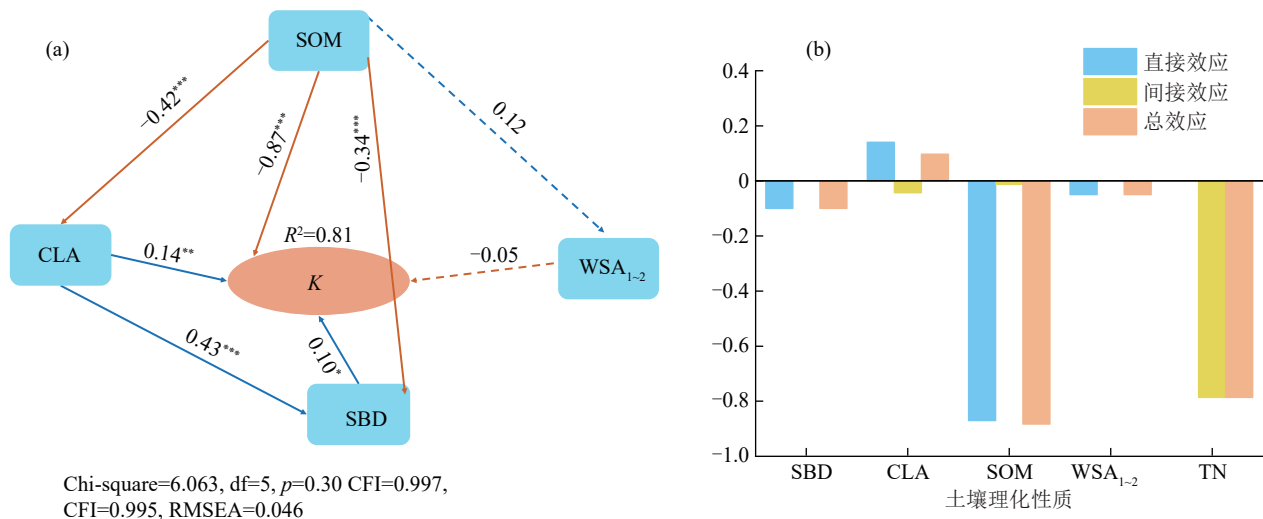 (a)
SOM
−0.42***
−0.87***
−0.34***
0.12
CLA
0.14**
R²=0.81
K
−0.05
WSA₁~₂
0.43***
0.10*
SBD
Chi-square=6.063, df=5, p=0.30 CFI=0.997,
CFI=0.995, RMSEA=0.046
(b)
直接效应
间接效应
总效应
0.4
0.2
0
−0.2
−0.4
−0.6
−0.8
−1.0
SBD CLA SOM WSA₁~₂ TN
土壤理化性质